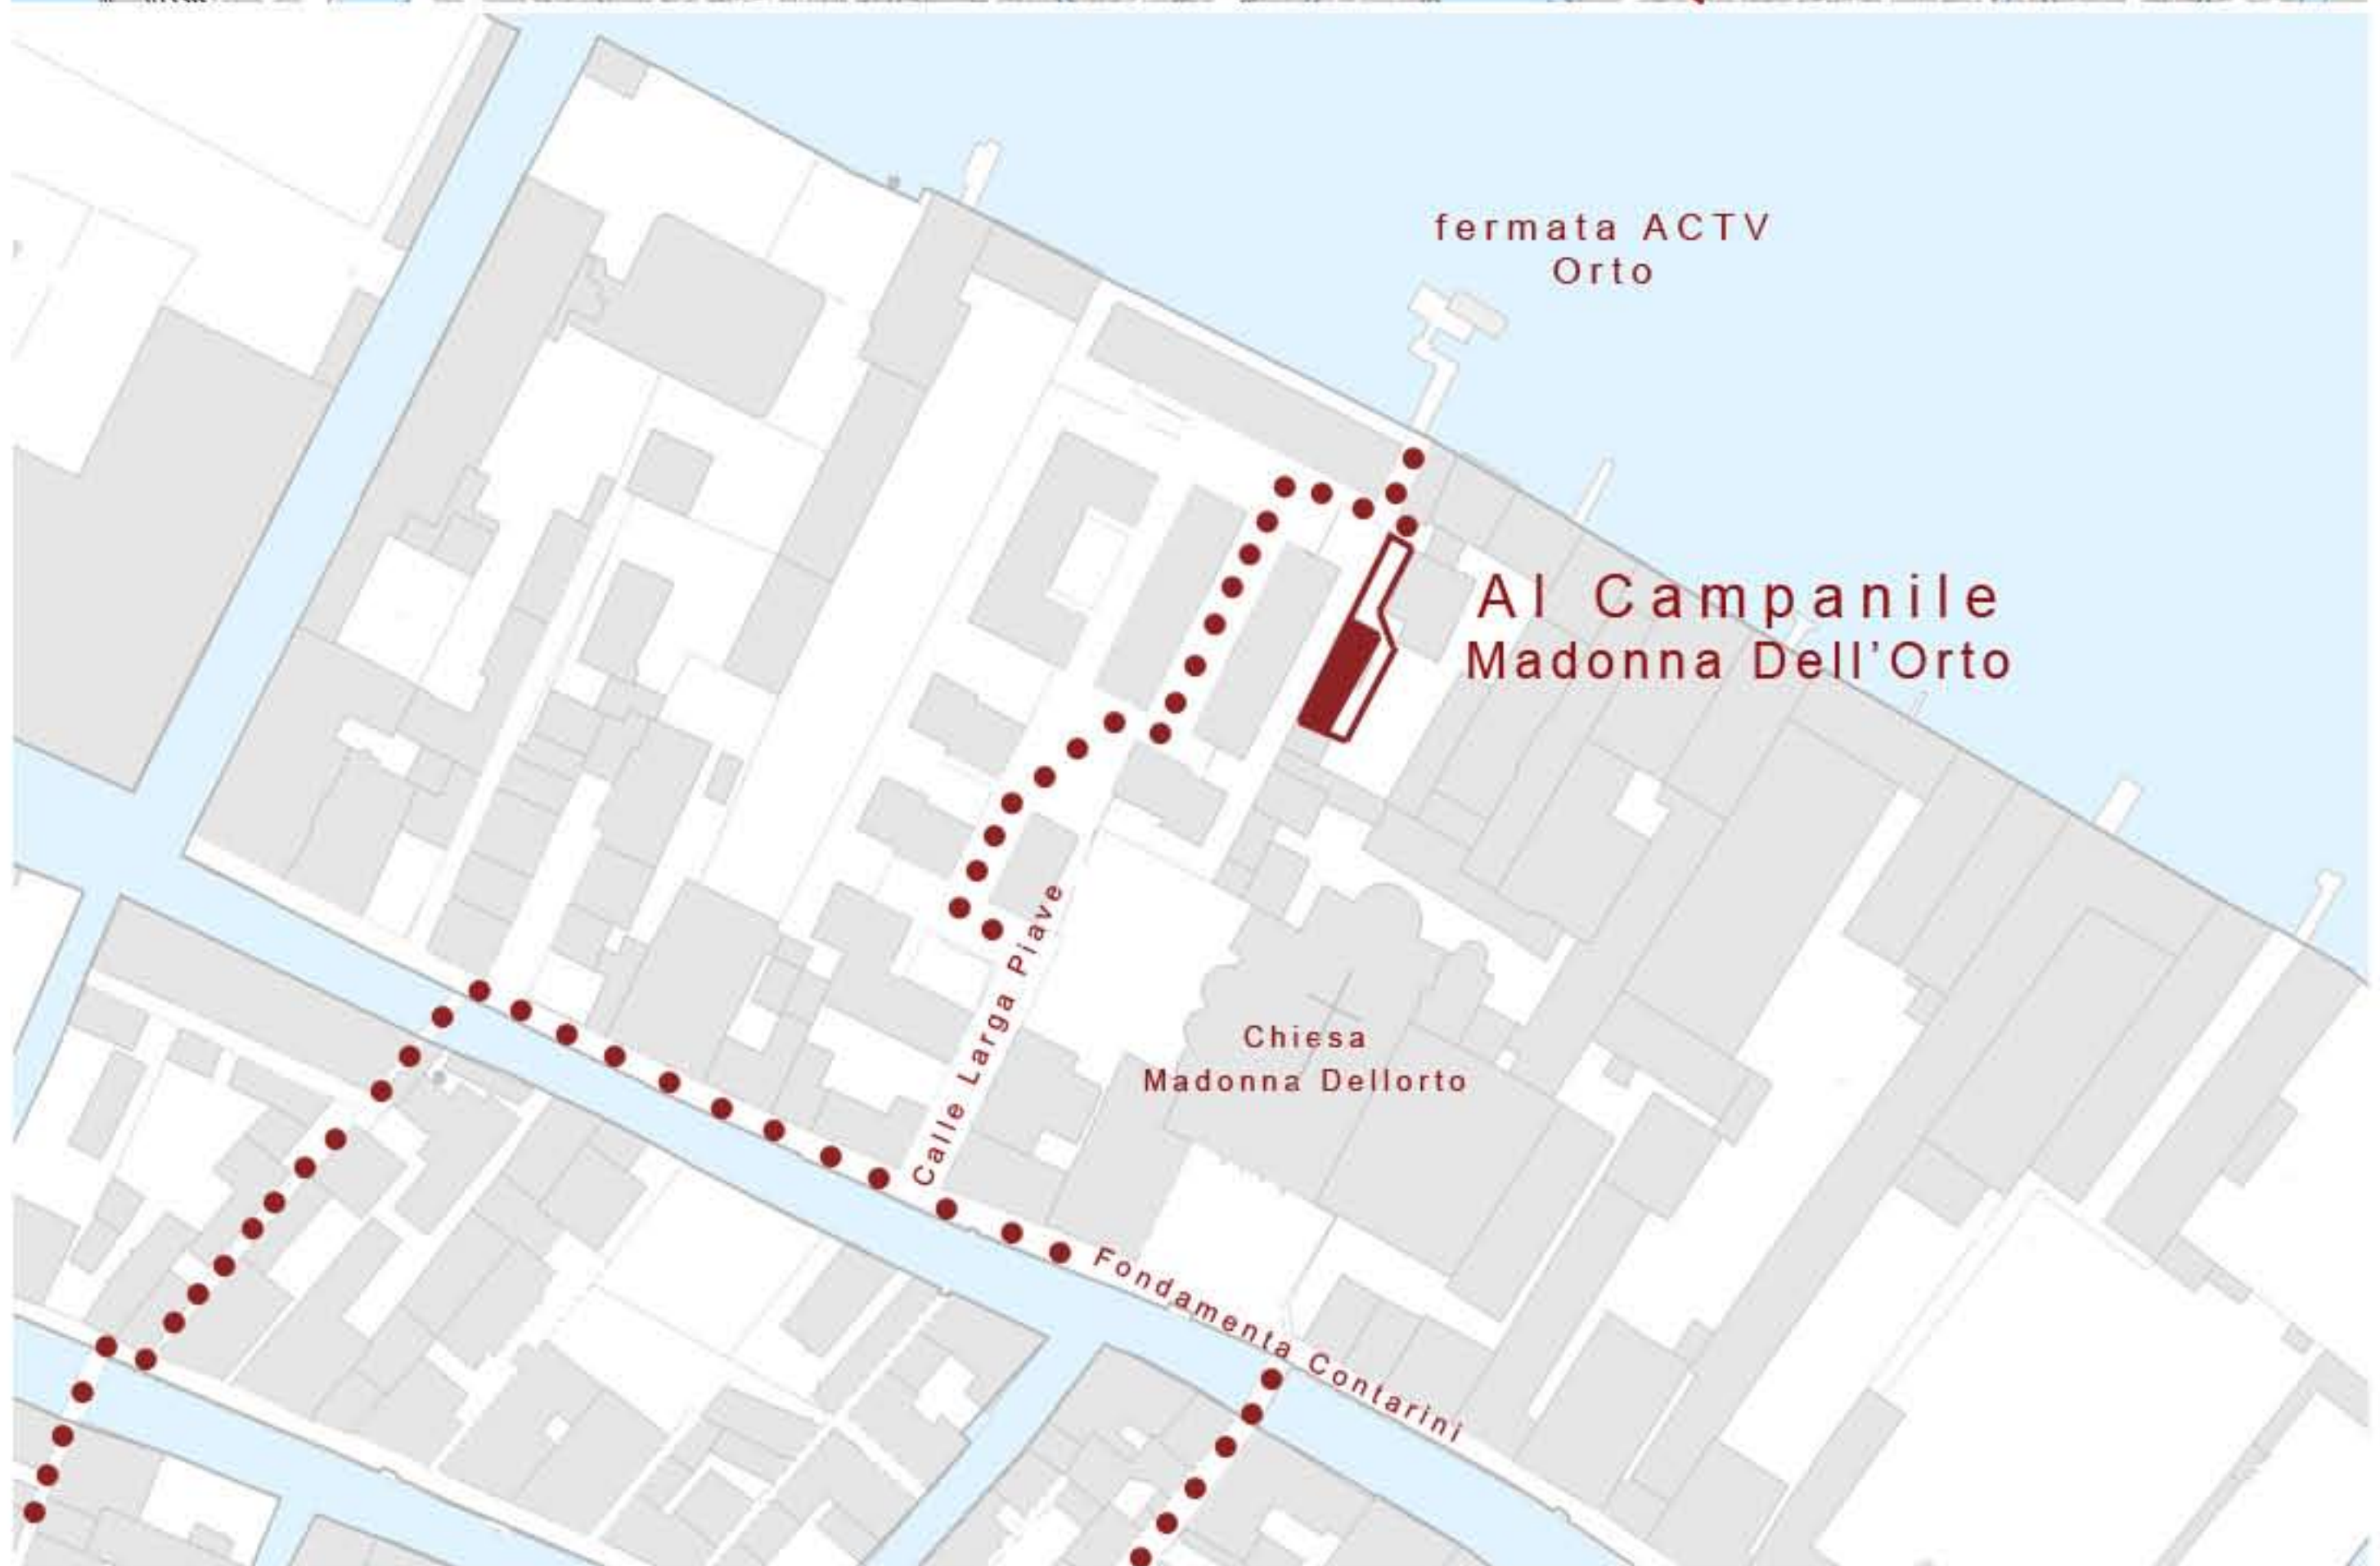 fermata ACTV
Orto
Al Campanile
Madonna Dell'Orto
Calle Larga Piave
Chiesa
Madonna Dellorto
Fondamenta Contarini